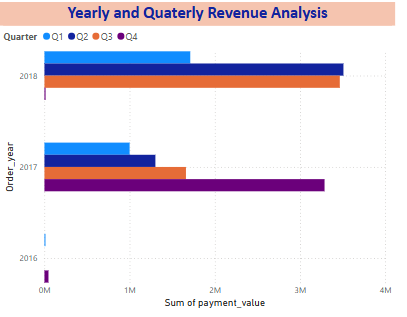 Yearly and Quaterly Revenue Analysis
Quarter Q1 Q2 Q3 Q4
Order_year
2018
2017
2016
0M 1M 2M 3M 4M
Sum of payment_value